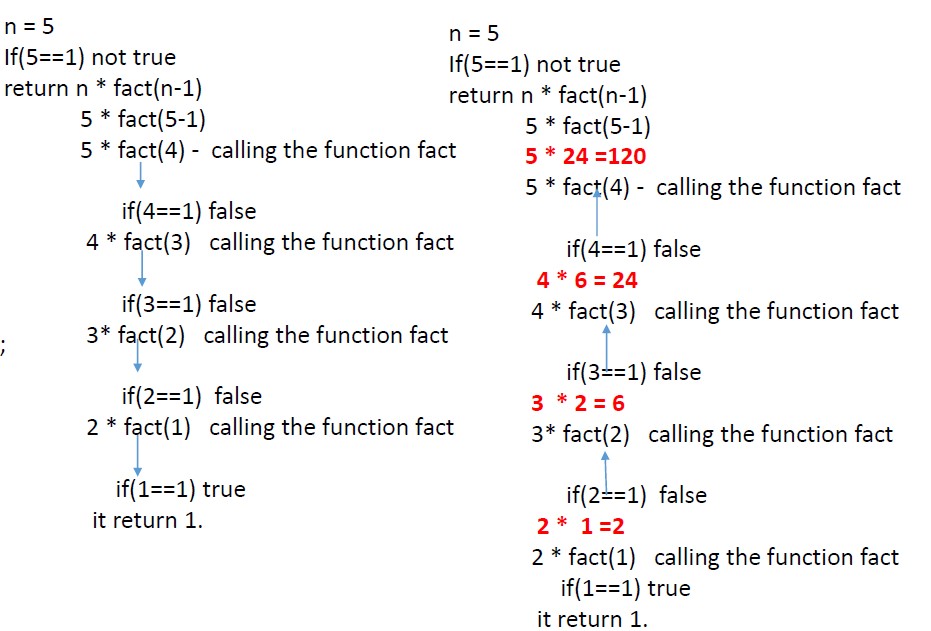 n = 5
If(5==1) not true
return n * fact(n-1)
5 * fact(5-1)
5 * fact(4) - calling the function fact
if(4==1) false
4 * fact(3) calling the function fact
if(3==1) false
3* fact(2) calling the function fact
;
if(2==1) false
2 * fact(1) calling the function fact
if(1==1) true
it return 1.
n = 5
If(5==1) not true
return n * fact(n-1)
5 * fact(5-1)
5 * 24 =120
5 * fact(4) - calling the function fact
if(4==1) false
4 * 6 = 24
4 * fact(3) calling the function fact
if(3==1) false
3 * 2 = 6
3* fact(2) calling the function fact
if(2==1) false
2 * 1 =2
2 * fact(1) calling the function fact
if(1==1) true
it return 1.